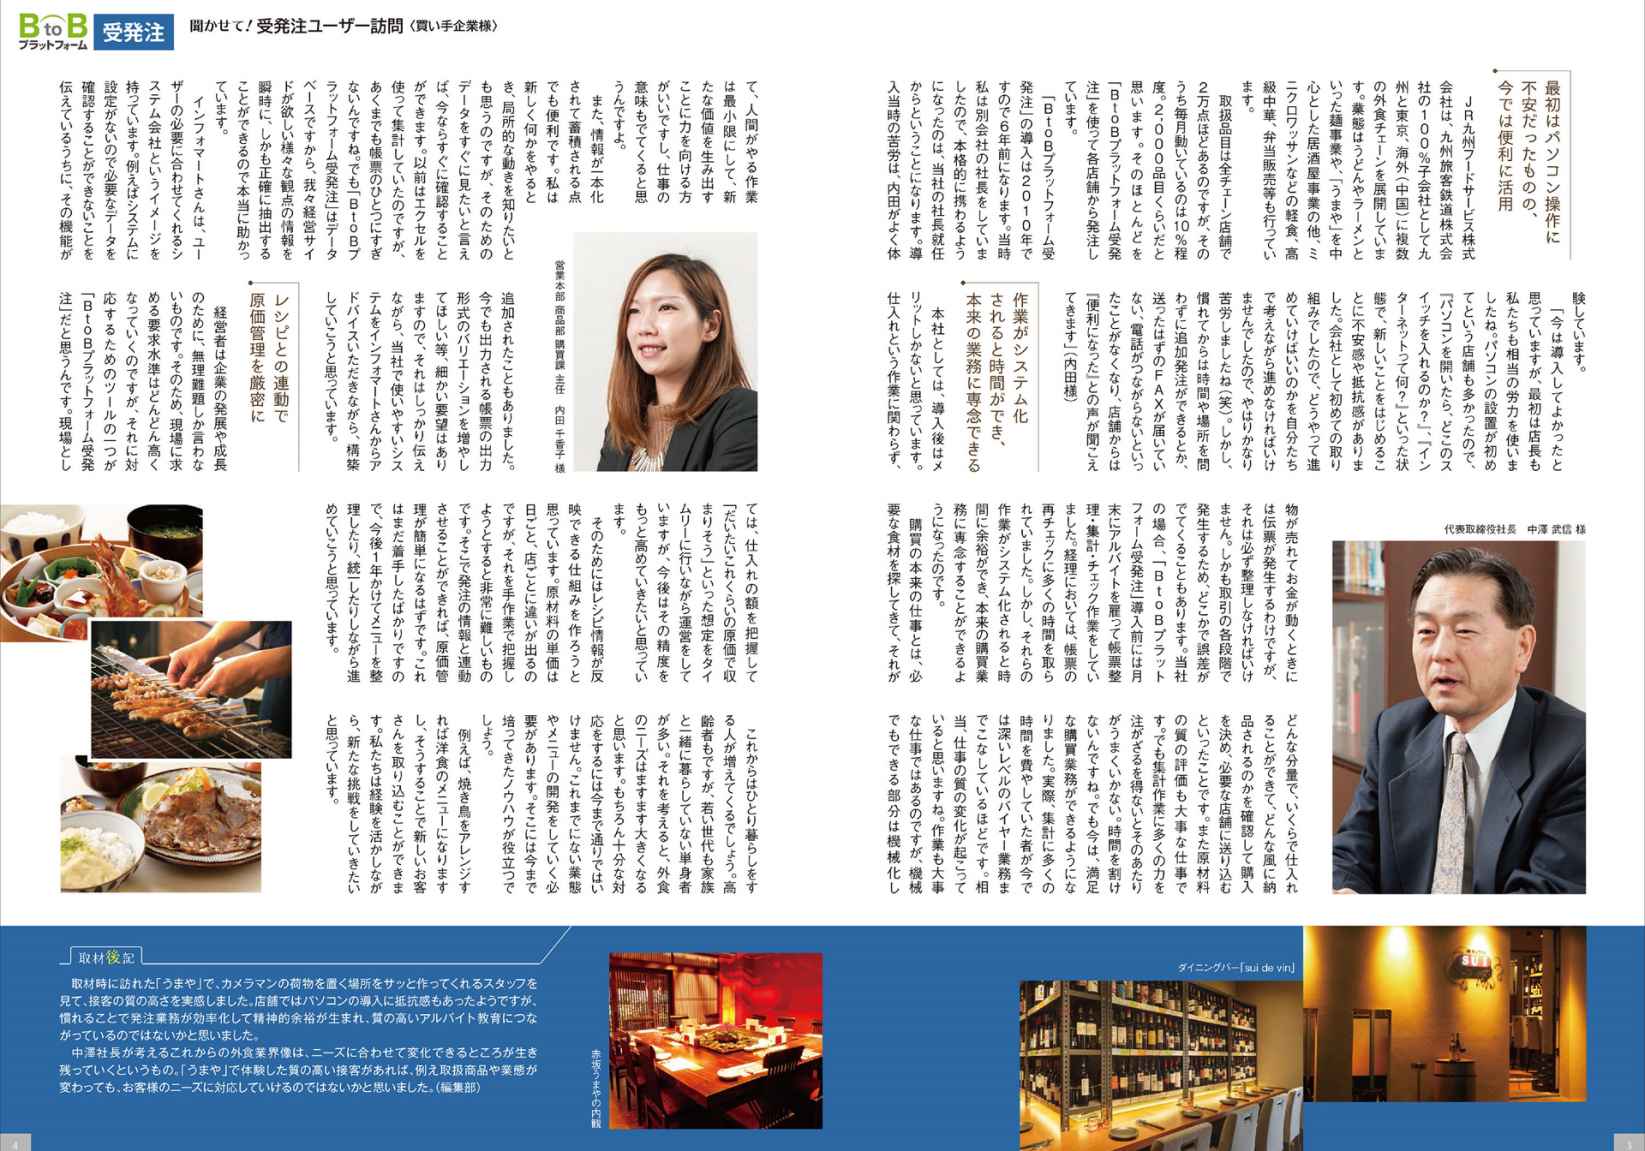 BtoB
プラットフォーム
受発注
聞かせて！受発注ユーザー訪問〈買い手企業様〉
最初はパソコン操作に
不安だったものの、
今では便利に活用
ＪＲ九州フードサービス株式
会社は、九州旅客鉄道株式会
社の１００％子会社として九
州と東京、海外（中国）に複数
の外食チェーンを展開していま
す。業態はうどんやラーメンと
いった麺事業や、「うまや」を中
心とした居酒屋事業の他、ミ
ニクロワッサンなどの軽食、高
級中華、弁当販売等も行ってい
ます。
取扱品目は全チェーン店舗で
２万点ほどあるのですが、その
うち毎月動いているのは10％程
度。２,０００品目くらいだと
思います。そのほとんどを
「ＢｔｏＢプラットフォーム受発
注」を使って各店舗から発注し
ています。
「ＢｔｏＢプラットフォーム受
発注」の導入は２０１０年で
すので６年前になります。当時
私は別会社の社長をしていま
したので、本格的に携わるよう
になったのは、当社の社長就任
からということになります。導
入当時の苦労は、内田がよく体
験しています。
「今は導入してよかったと
思っていますが、最初は店長も
私たちも相当の労力を使いま
したね。パソコンの設置が初め
てという店舗も多かったので、
『パソコンを開いたら、どこのス
イッチを入れるのか？』、『イン
ターネットって何？』といった状
態で、新しいことをはじめるこ
とに不安感や抵抗感がありま
した。会社として初めての取り
組みでしたので、どうやって進
めていけばいいのかを自分たち
で考えながら進めなければいけ
ませんでしたので、やはりかなり
苦労しましたね（笑）。しかし、
慣れてからは時間や場所を問
わずに追加発注ができるとか、
送ったはずのＦＡＸが届いてい
ない、電話がつながらないといっ
たことがなくなり、店舗からは
『便利になった』との声が聞こえ
てきます」（内田様）
作業がシステム化
されると時間ができ、
本来の業務に専念できる
本社としては、導入後はメ
リットしかないと思っています。
仕入れという作業に関わらず、
物が売れてお金が動くときに
は伝票が発生するわけですが、
それは必ず整理しなければいけ
ません。しかも取引の各段階で
発生するため、どこかで誤差が
でてくることもあります。当社
の場合、「ＢｔｏＢプラット
フォーム受発注」導入前には月
末にアルバイトを雇って帳票整
理・集計・チェック作業をしてい
ました。経理においては、帳票の
再チェックに多くの時間を取ら
れていました。しかし、それらの
作業がシステム化されると時
間に余裕ができ、本来の購買業
務に専念することができるよ
うになったのです。
購買の本来の仕事とは、必
要な食材を探してきて、それが
どんな分量で、いくらで仕入れ
ることができて、どんな風に納
品されるのかを確認して購入
を決め、必要な店舗に送り込む
といったことです。また原材料
の質の評価も大事な仕事で
す。でも集計作業に多くの力を
注がざるを得ないとそのあたり
がうまくいかない。時間を割け
ないんですね。でも今は、満足
な購買業務ができるようにな
りました。実際、集計に多くの
時間を費やしていた者が今で
は深いレベルのバイヤー業務ま
でこなしているほどです。相
当、仕事の質の変化が起こって
いると思いますね。作業も大事
な仕事ではあるのですが、機械
でもできる部分は機械化し
代表取締役社長　中澤 武信 様
て、人間がやる作業
は最小限にして、新
たな価値を生み出す
ことに力を向ける方
がいいですし、仕事の
意味もでてくると思
うんですよ。
また、情報が一本化
されて蓄積される点
でも便利です。私は
新しく何かをやると
き、局所的な動きを知りたいと
も思うのですが、そのための
データをすぐに見たいと言え
ば、今ならすぐに確認すること
ができます。以前はエクセルを
使って集計していたのですが、
あくまでも帳票のひとつにすぎ
ないんですね。でも「ＢｔｏＢプ
ラットフォーム受発注」はデータ
ベースですから、我々経営サイ
ドが欲しい様々な観点の情報を
瞬時に、しかも正確に抽出する
ことができるので本当に助かっ
ています。
インフォマートさんは、ユー
ザーの必要に合わせてくれるシ
ステム会社というイメージを
持っています。例えばシステムに
設定がないので必要なデータを
確認することができないことを
伝えているうちに、その機能が
追加されたこともありました。
今でも出力される帳票の出力
形式のバリエーションを増やし
てほしい等、細かい要望はあり
ますので、それはしっかり伝え
ながら、当社で使いやすいシス
テムをインフォマートさんからア
ドバイスいただきながら、構築
していこうと思っています。
営業本部 商品部 購買課 主任　内田 千香子 様
レシピとの連動で
原価管理を厳密に
経営者は企業の発展や成長
のために、無理難題しか言わな
いものです。そのため、現場に求
める要求水準はどんどん高く
なっていくのですが、それに対
応するためのツールの一つが
「ＢｔｏＢプラットフォーム受発
注」だと思うんです。現場とし
ては、仕入れの額を把握して
「だいたいこれくらいの原価で収
まりそう」といった想定をタイ
ムリーに行いながら運営をして
いますが、今後はその精度を
もっと高めていきたいと思ってい
ます。
そのためにはレシピ情報が反
映できる仕組みを作ろうと
思っています。原材料の単価は
日ごと、店ごとに違いが出るの
ですが、それを手作業で把握し
ようとすると非常に難しいもの
です。そこで発注の情報と連動
させることができれば、原価管
理が簡単になるはずです。これ
はまだ着手したばかりですの
で、今後１年かけてメニューを整
理したり、統一したりしながら進
めていこうと思っています。
これからはひとり暮らしをす
る人が増えてくるでしょう。高
齢者もですが、若い世代も家族
と一緒に暮らしていない単身者
が多い。それを考えると、外食
のニーズはますます大きくなる
と思います。もちろん十分な対
応をするには今まで通りではい
けません。これまでにない業態
やメニューの開発をしていく必
要があります。そこには今まで
培ってきたノウハウが役立つで
しょう。
例えば、焼き鳥をアレンジす
れば洋食のメニューになります
し、そうすることで新しいお客
さんを取り込むことができま
す。私たちは経験を活かしなが
ら、新たな挑戦をしていきたい
と思っています。
取材後記
取材時に訪れた「うまや」で、カメラマンの荷物を置く場所をサッと作ってくれるスタッフを
見て、接客の質の高さを実感しました。店舗ではパソコンの導入に抵抗感もあったようですが、
慣れることで発注業務が効率化して精神的余裕が生まれ、質の高いアルバイト教育につな
がっているのではないかと思いました。
中澤社長が考えるこれからの外食業界像は、ニーズに合わせて変化できるところが生き
残っていくというもの。「うまや」で体験した質の高い接客があれば、例え取扱商品や業態が
変わっても、お客様のニーズに対応していけるのではないかと思いました。（編集部）
赤坂うまやの内観
ダイニングバー「sui de vin」
SUI
4